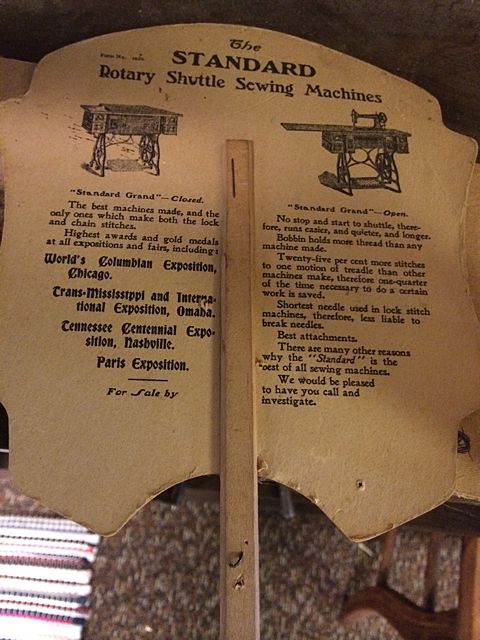 The
Form No.
STANDARD
Rotary Shuttle Sewing Machines
"Standard Grand"—Closed.
The best machines made, and the
only ones which make both the lock
and chain stitches.
Highest awards and gold medals
at all expositions and fairs, including:
World's Columbian Exposition,
Chicago.
Trans-Mississippi and Interna-
tional Exposition, Omaha.
Tennessee Centennial Expo-
sition, Nashville.
Paris Exposition.
For Sale by
"Standard Grand"—Open.
No stop and start to shuttle, there-
fore, runs easier, and quieter, and longer.
Bobbin holds more thread than any
machine made.
Twenty-five per cent more stitches
to one motion of treadle than other
machines make, therefore one-quarter
of the time necessary to do a certain
work is saved.
Shortest needle used in lock stitch
machines, therefore, less liable to
break needles.
Best attachments.
There are many other reasons
why the "Standard" is the
best of all sewing machines.
We would be pleased
to have you call and
investigate.